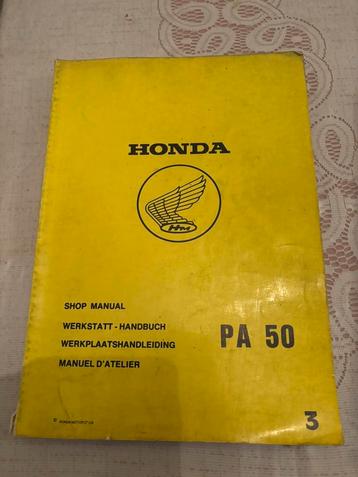 HONDA
HM
SHOP MANUAL
WERKSTATT - HANDBUCH
WERKPLAATSHANDLEIDING
MANUEL D'ATELIER
PA 50
3